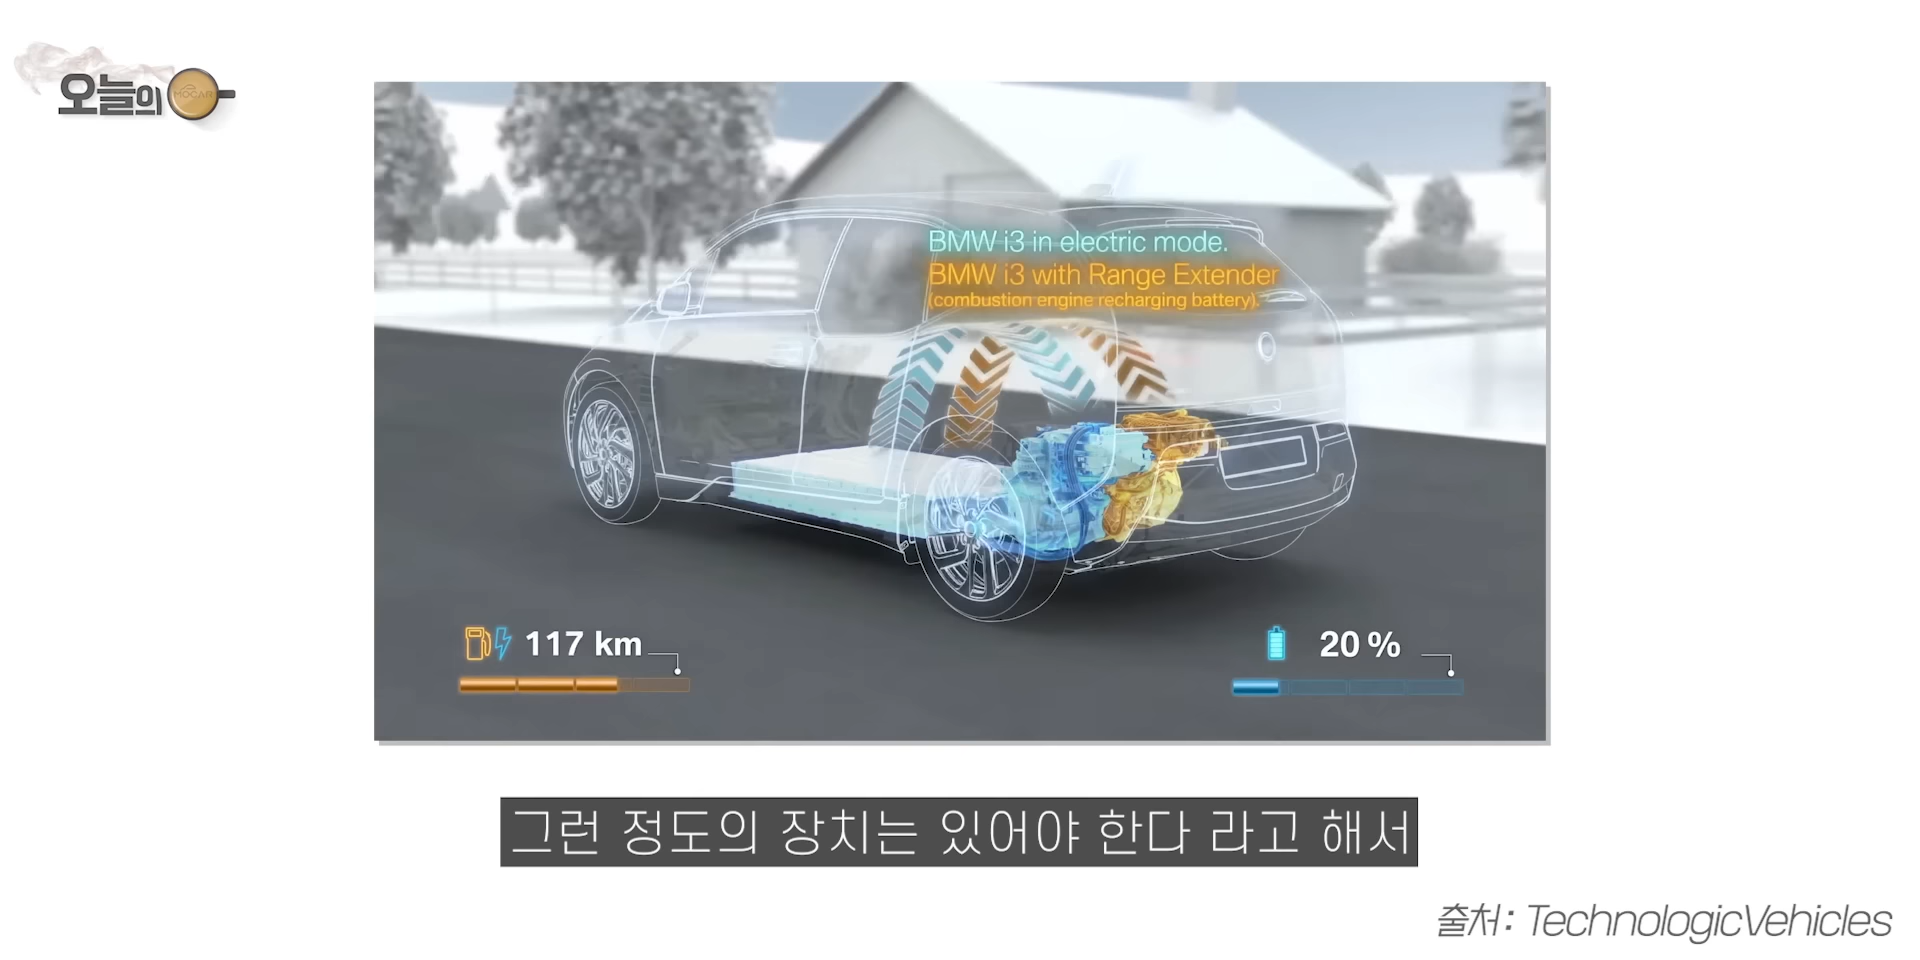 오늘의
MOCAR
BMW i3 in electric mode.
BMW i3 with Range Extender
(combustion engine recharging battery).
117 km
20 %
그런 정도의 장치는 있어야 한다 라고 해서
출처: TechnologicVehicles